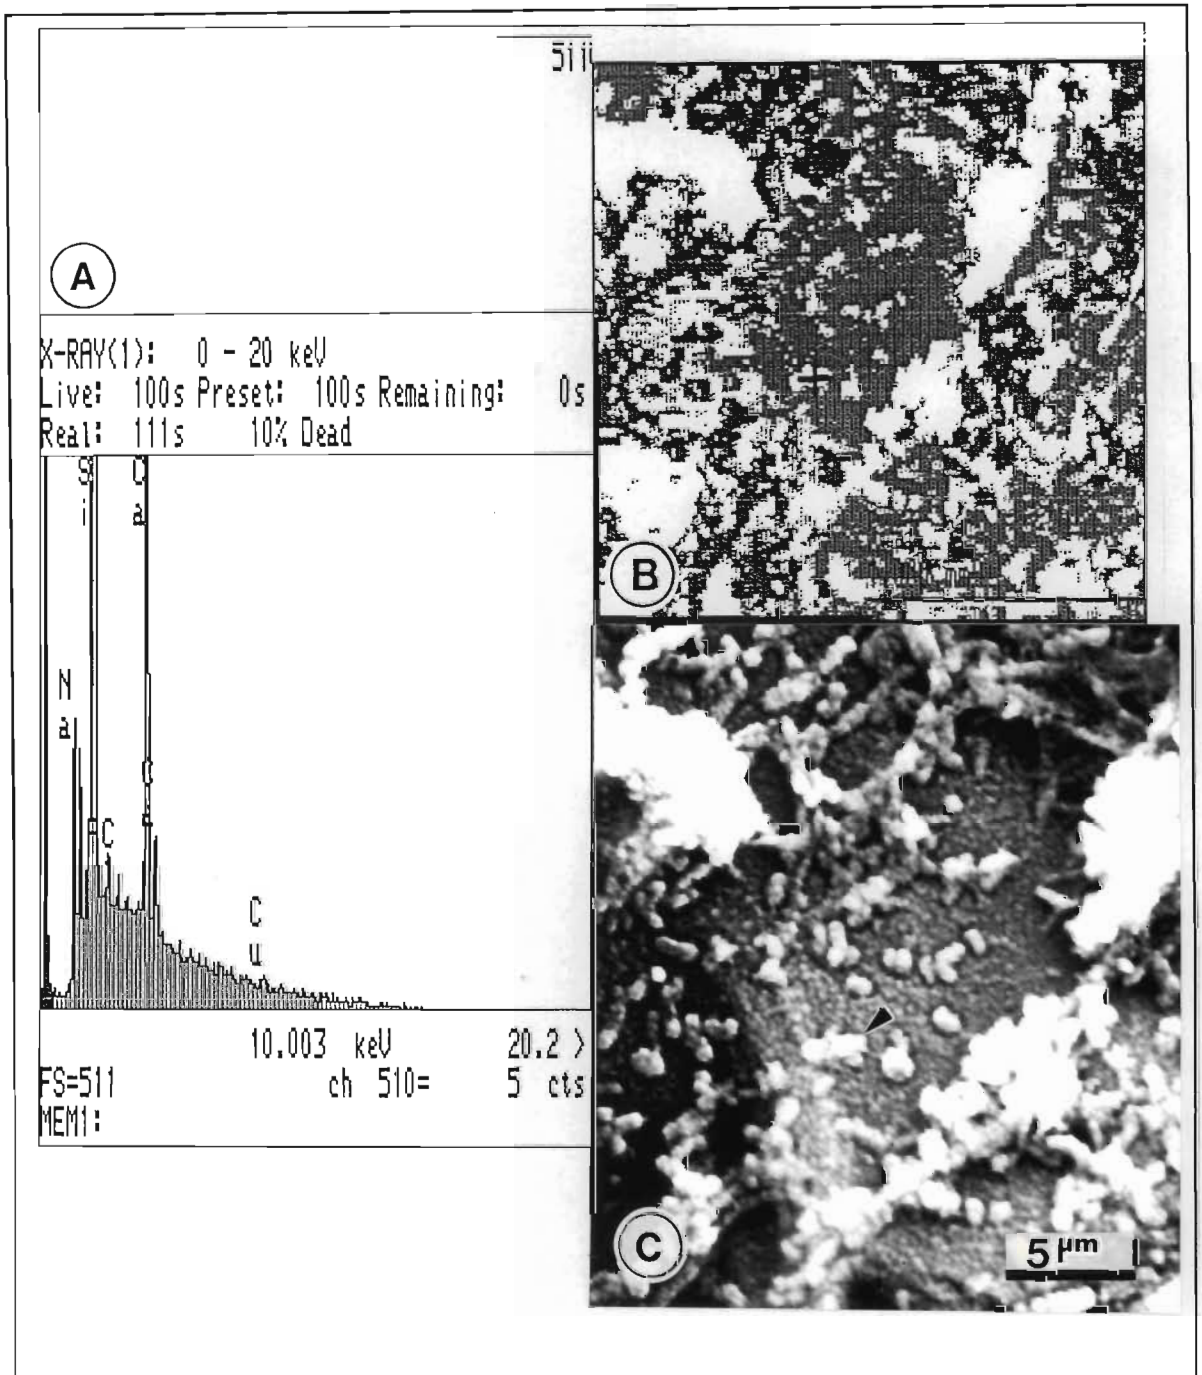 5ii
A
X-RAY(1): 0 - 20 keV
Live: 100s Preset: 100s Remaining: 0s
Real: 111s 10% Dead
Si
Ca
Na
C
C
Cu
10.003 keV 20.2 >
FS=511 ch 510= 5 cts
MEM1:
B
C
5 µm